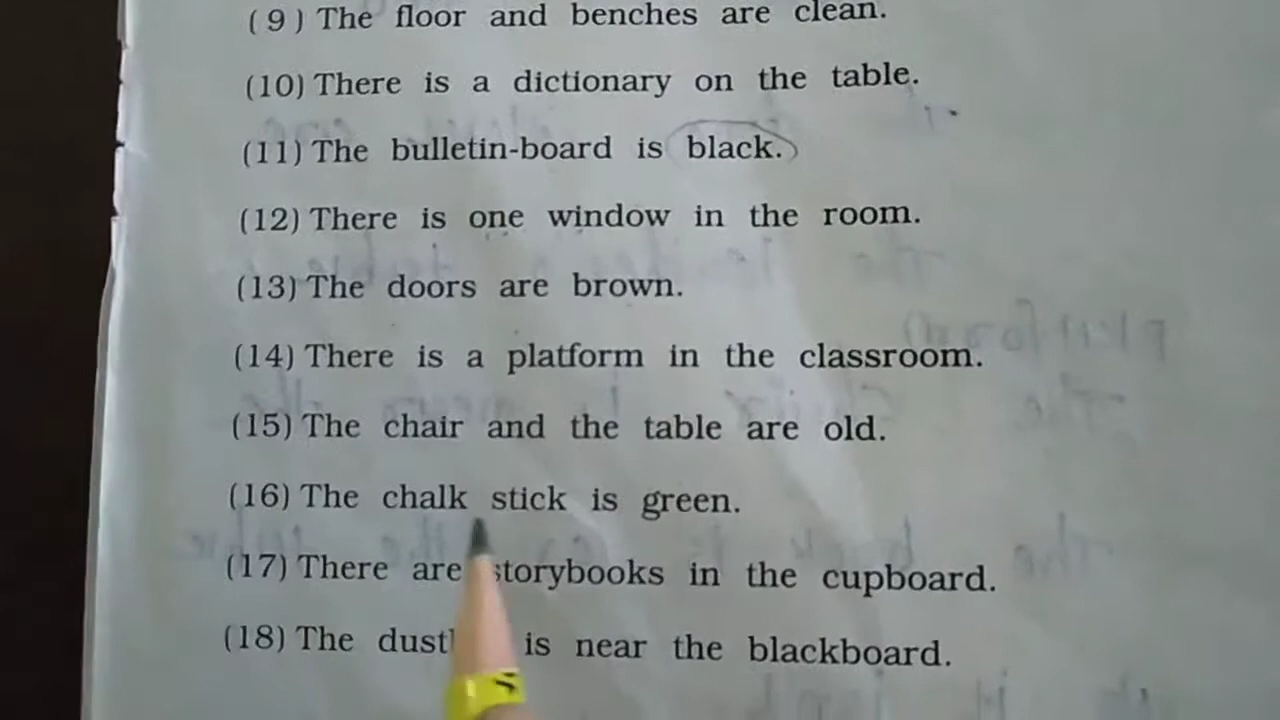 (9) The floor and benches are clean.
(10) There is a dictionary on the table.
(11) The bulletin-board is black.
(12) There is one window in the room.
(13) The doors are brown.
(14) There is a platform in the classroom.
(15) The chair and the table are old.
(16) The chalk stick is green.
(17) There are storybooks in the cupboard.
(18) The is near the blackboard.